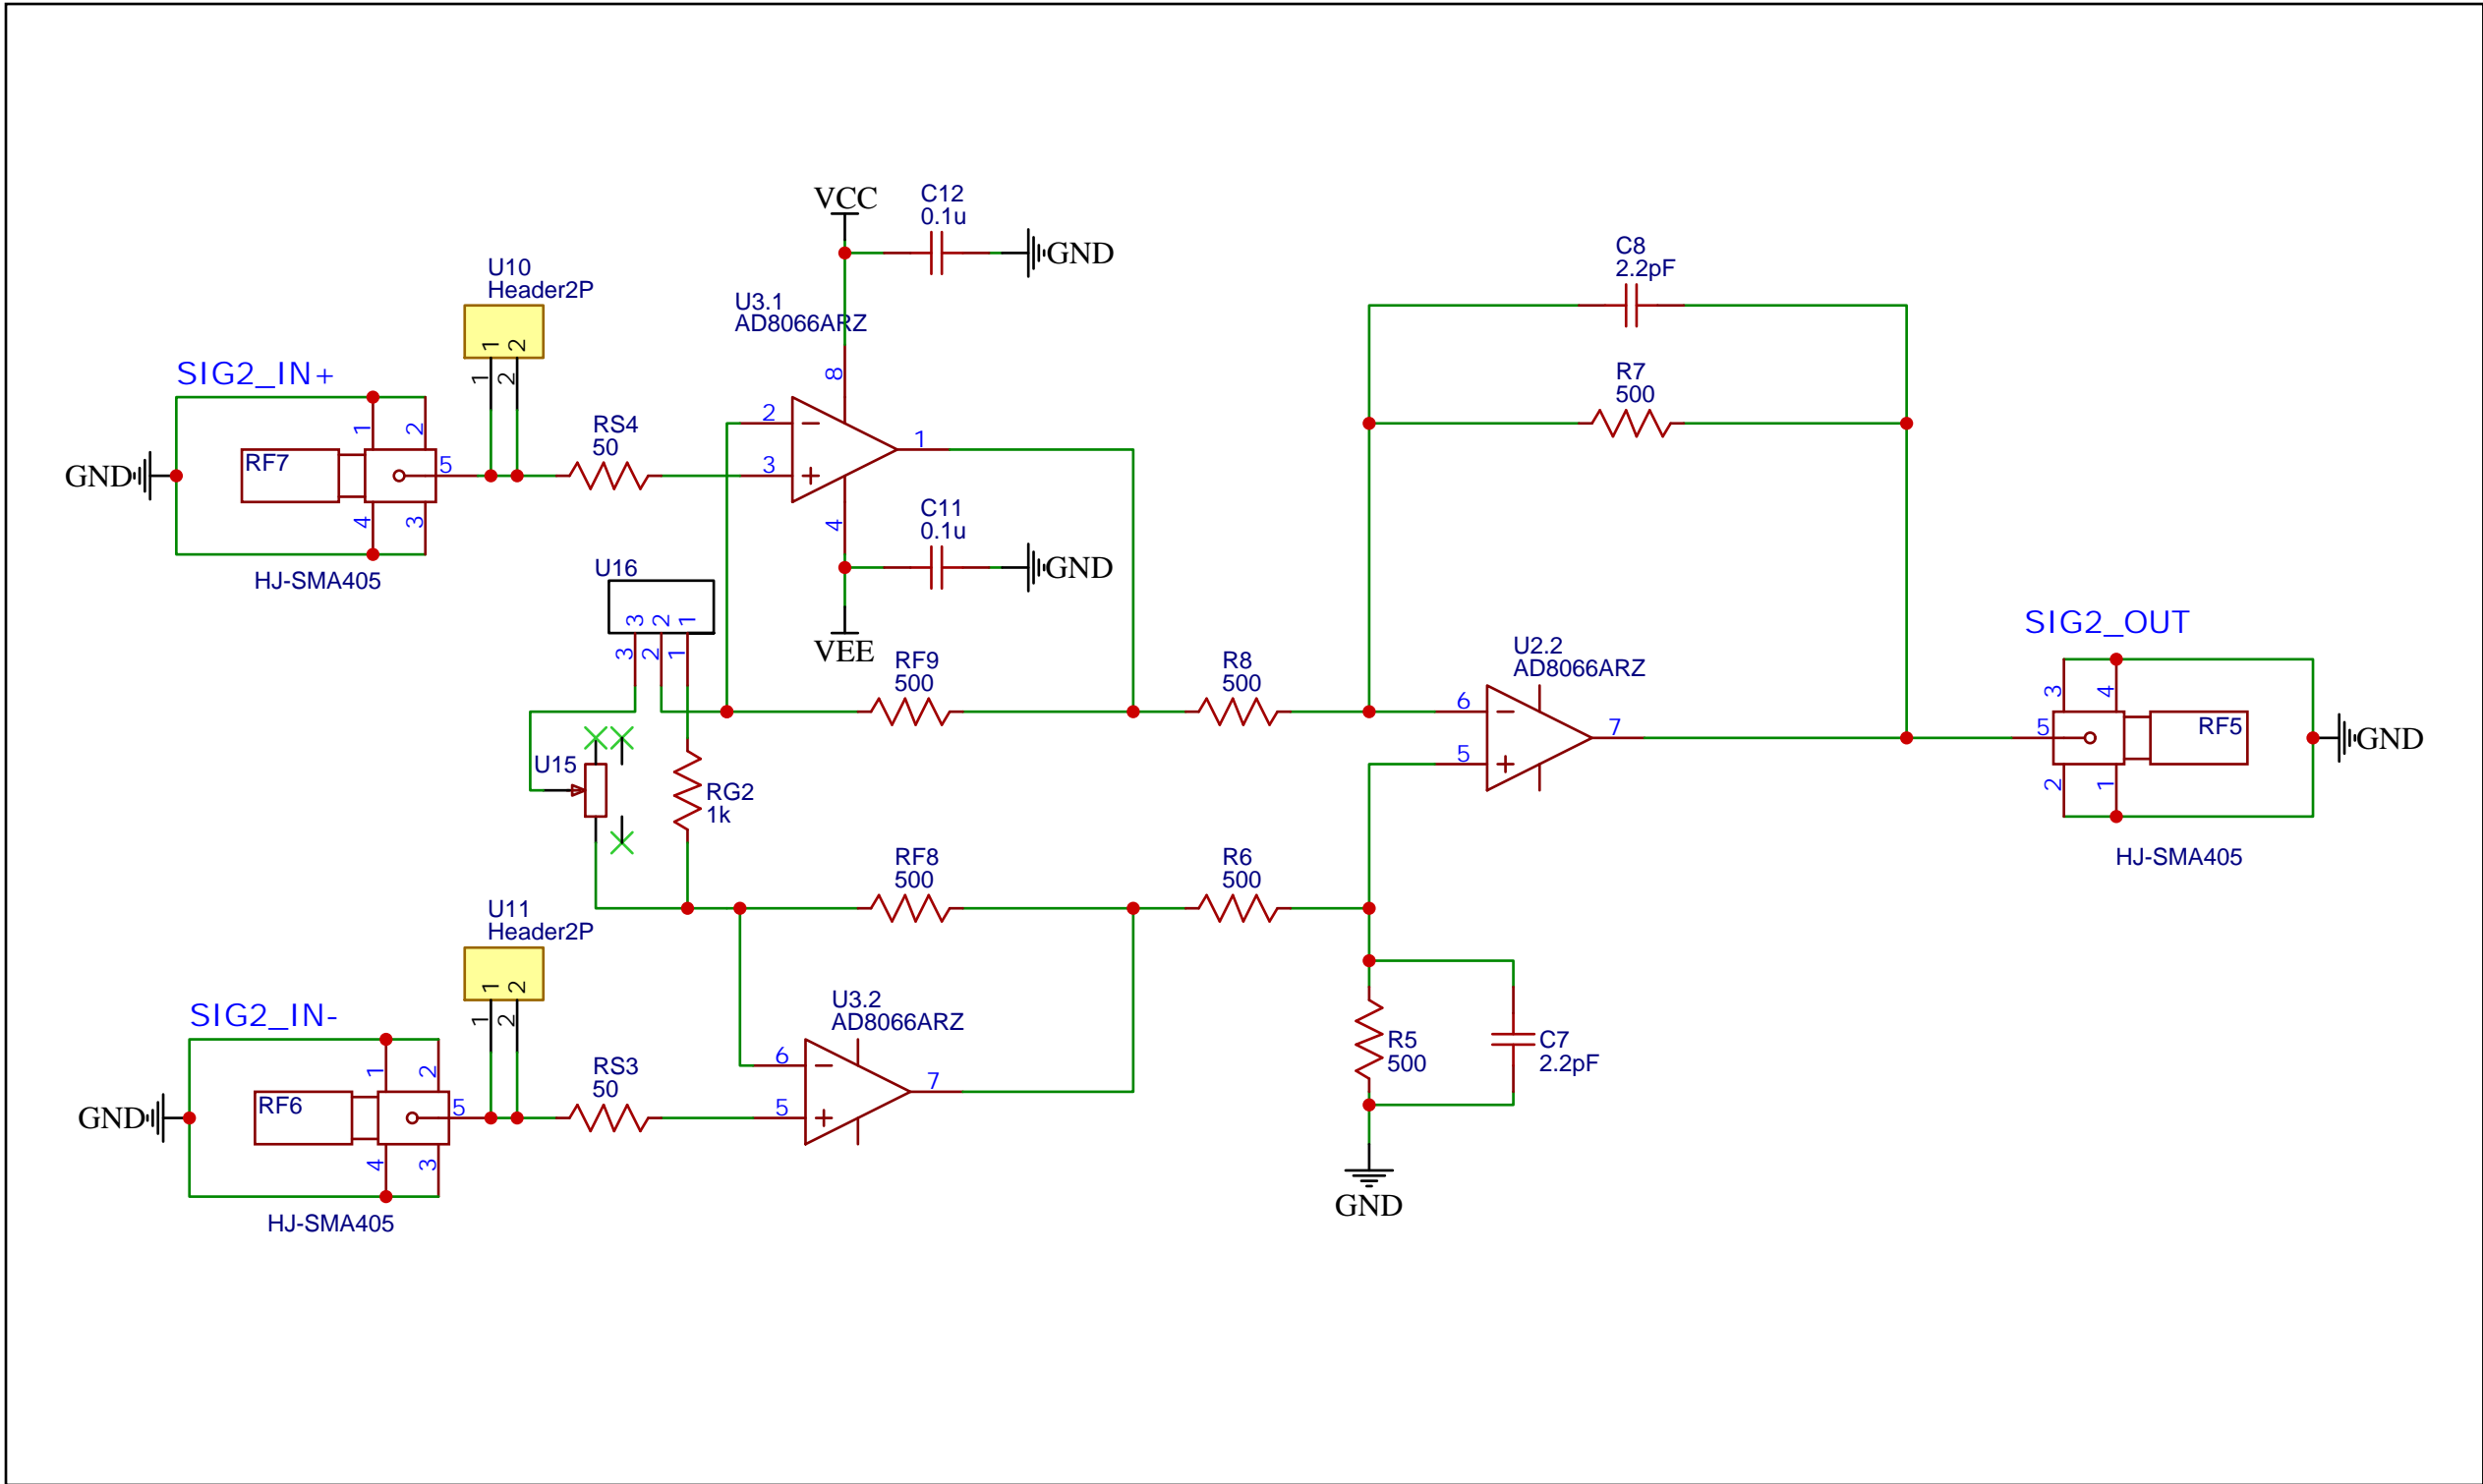 VCC
C12
0.1u
GND
C8
2.2pF
U10
Header2P
1
2
1
2
U3.1
AD8066ARZ
8
SIG2_IN+
R7
500
1
2
RS4
50
2
1
3
RF7
5
GND
4
3
4
C11
0.1u
GND
HJ-SMA405
U16
3
2
1
3
2
1
VEE
RF9
500
R8
500
U2.2
AD8066ARZ
SIG2_OUT
3
4
6
7
5
5
RF5
GND
2
1
HJ-SMA405
U15
RG2
1k
RF8
500
R6
500
U11
Header2P
1
2
1
2
SIG2_IN-
U3.2
AD8066ARZ
1
2
RS3
50
6
7
5
RF6
5
GND
4
3
HJ-SMA405
R5
500
C7
2.2pF
GND